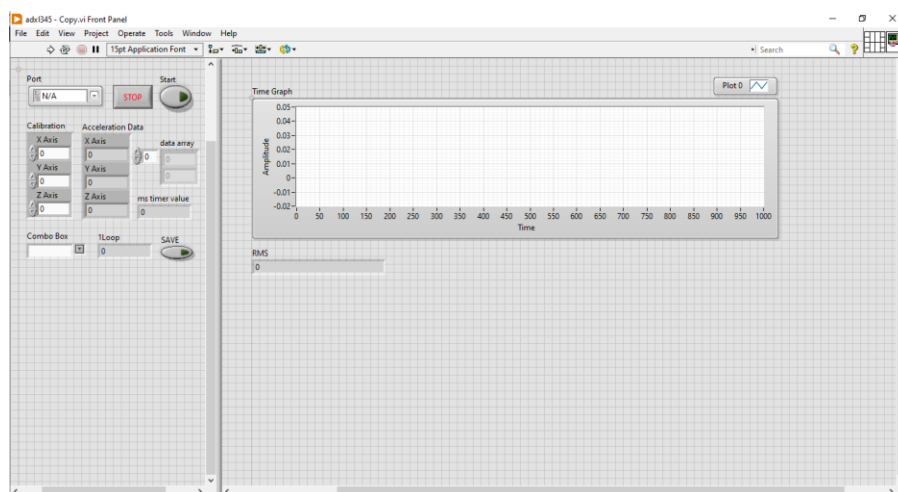 adxl345 - Copy.vi Front Panel
File Edit View Project Operate Tools Window Help
15pt Application Font
Search
Port
N/A
STOP
Start
Calibration
X Axis
0
Y Axis
0
Z Axis
0
Acceleration Data
X Axis
0
Y Axis
0
Z Axis
0
0
data array
0
0
ms timer value
0
Combo Box
1Loop
0
SAVE
Time Graph
Plot 0
Amplitude
0.05
0.04
0.03
0.02
0.01
0
-0.01
-0.02
0 50 100 150 200 250 300 350 400 450 500 550 600 650 700 750 800 850 900 950 1000
Time
RMS
0